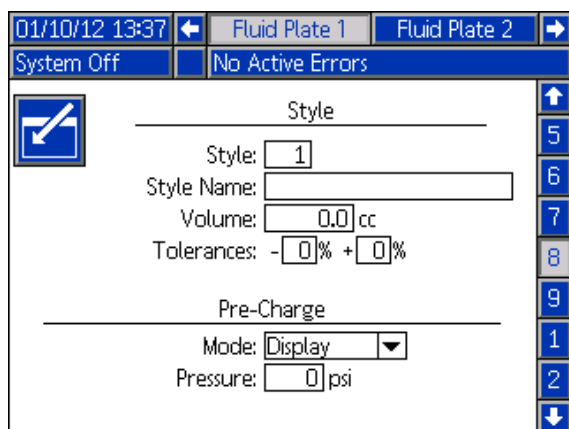 01/10/12 13:37 Fluid Plate 1 Fluid Plate 2
System Off No Active Errors
Style
Style: 1
Style Name:
Volume: 0.0 cc
Tolerances: - 0 % + 0 %
Pre-Charge
Mode: Display
Pressure: 0 psi
5
6
7
8
9
1
2